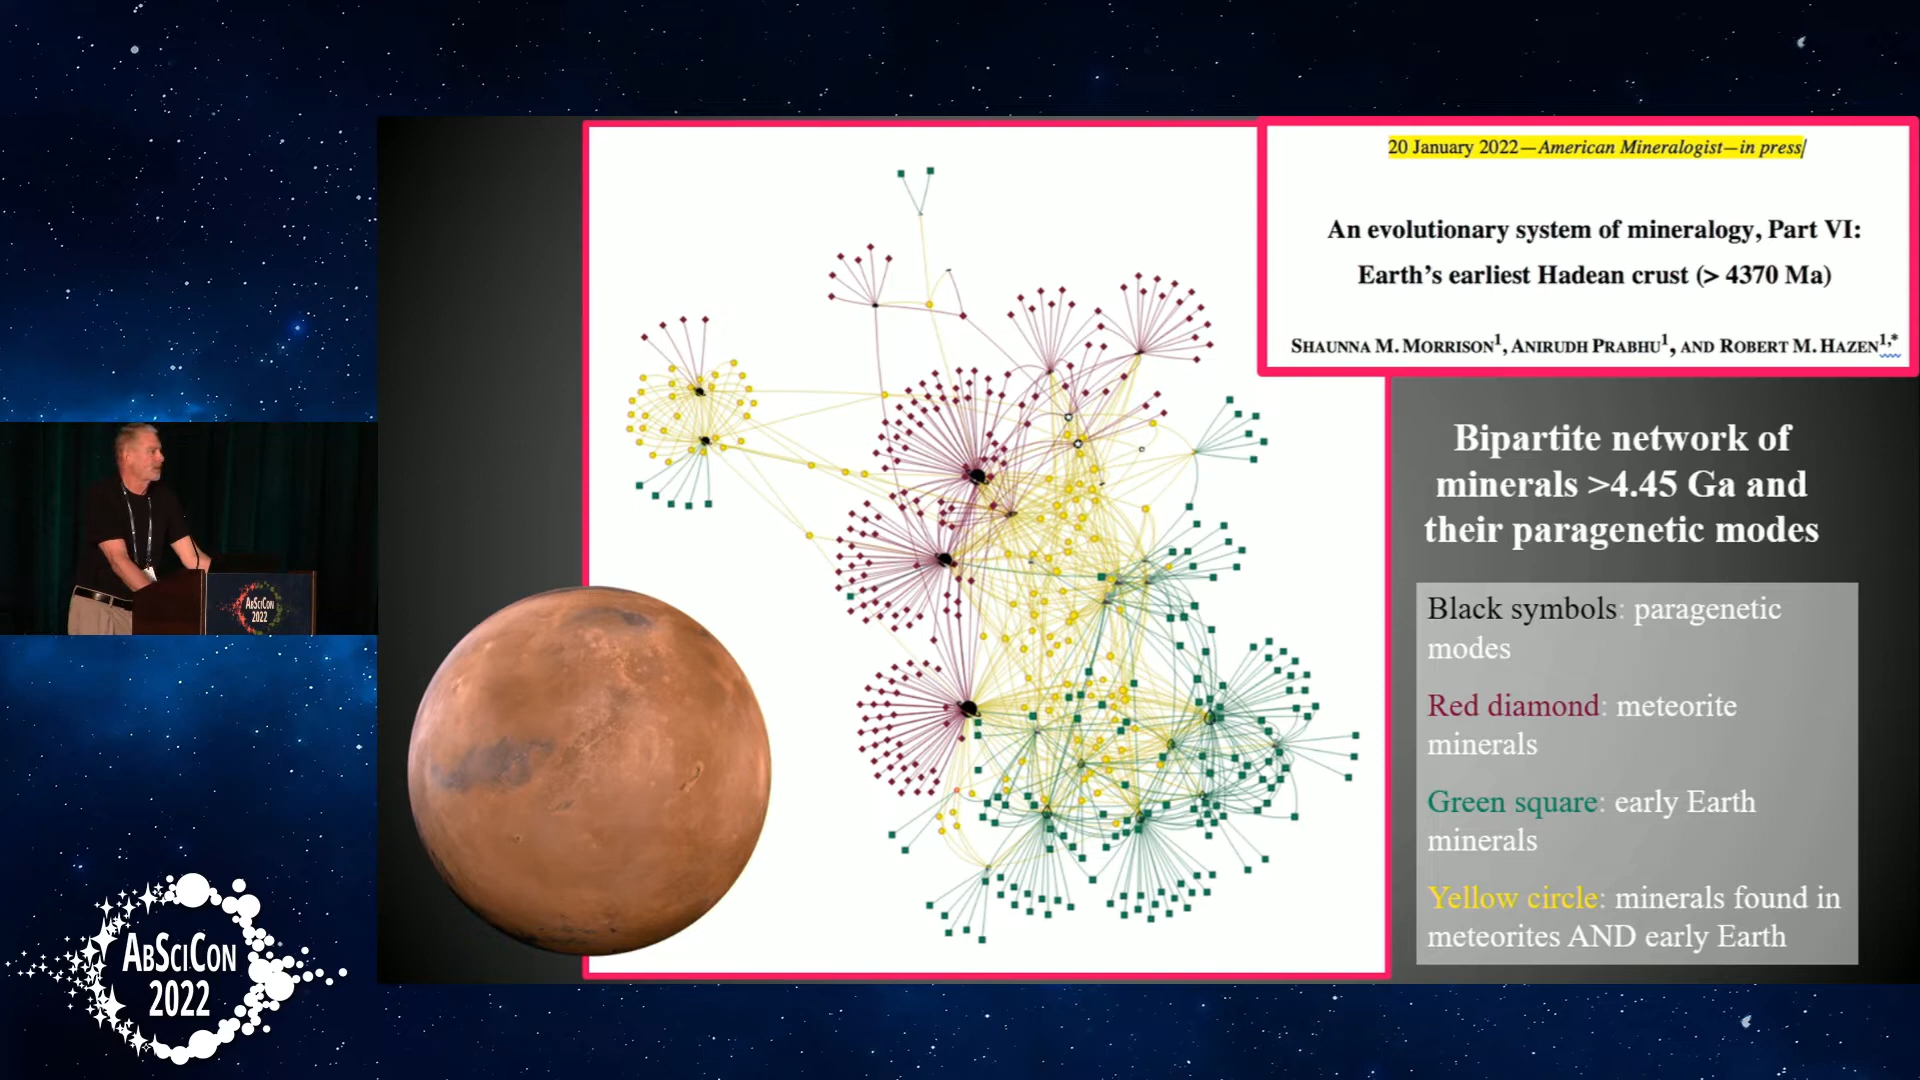 20 January 2022—American Mineralogist—in press/
An evolutionary system of mineralogy, Part VI:
Earth's earliest Hadean crust (> 4370 Ma)
SHAUNNA M. MORRISON¹, ANIRUDH PRABHU¹, AND ROBERT M. HAZEN¹,*
Bipartite network of
minerals >4.45 Ga and
their paragenetic modes
Black symbols: paragenetic
modes
Red diamond: meteorite
minerals
Green square: early Earth
minerals
Yellow circle: minerals found in
meteorites AND early Earth
ABSCICON
2022
ABSCICON
2022